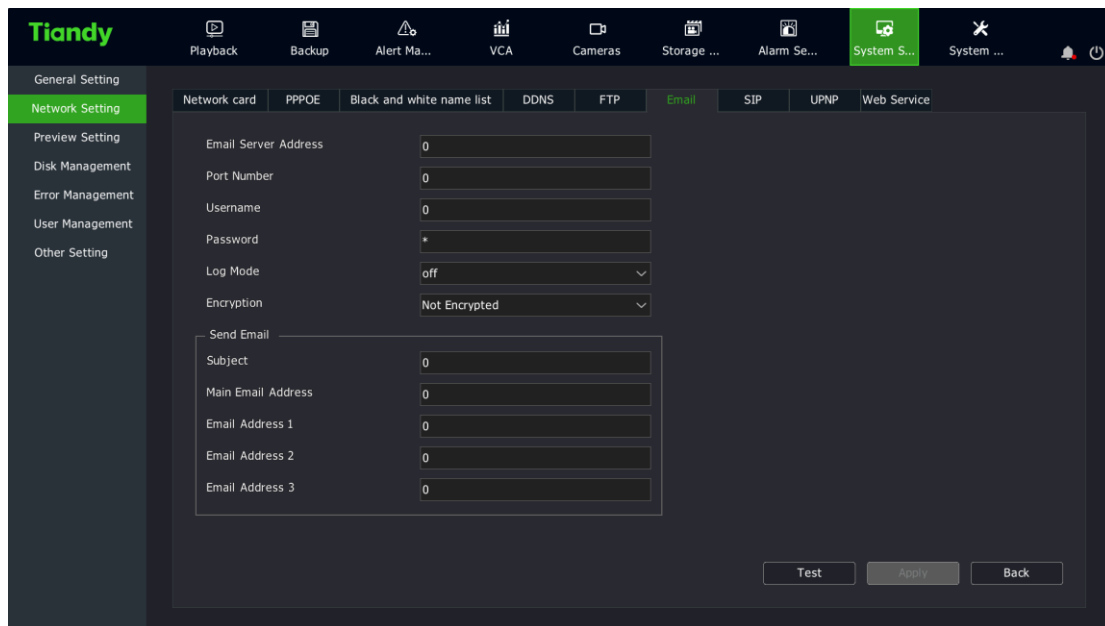 Tiandy
Playback
Backup
Alert Ma...
VCA
Cameras
Storage ...
Alarm Se...
System S...
System ...
General Setting
Network Setting
Preview Setting
Disk Management
Error Management
User Management
Other Setting
Network card
PPPOE
Black and white name list
DDNS
FTP
Email
SIP
UPNP
Web Service
Email Server Address 0
Port Number 0
Username 0
Password *
Log Mode off
Encryption Not Encrypted
Send Email
Subject 0
Main Email Address 0
Email Address 1 0
Email Address 2 0
Email Address 3 0
Test
Apply
Back